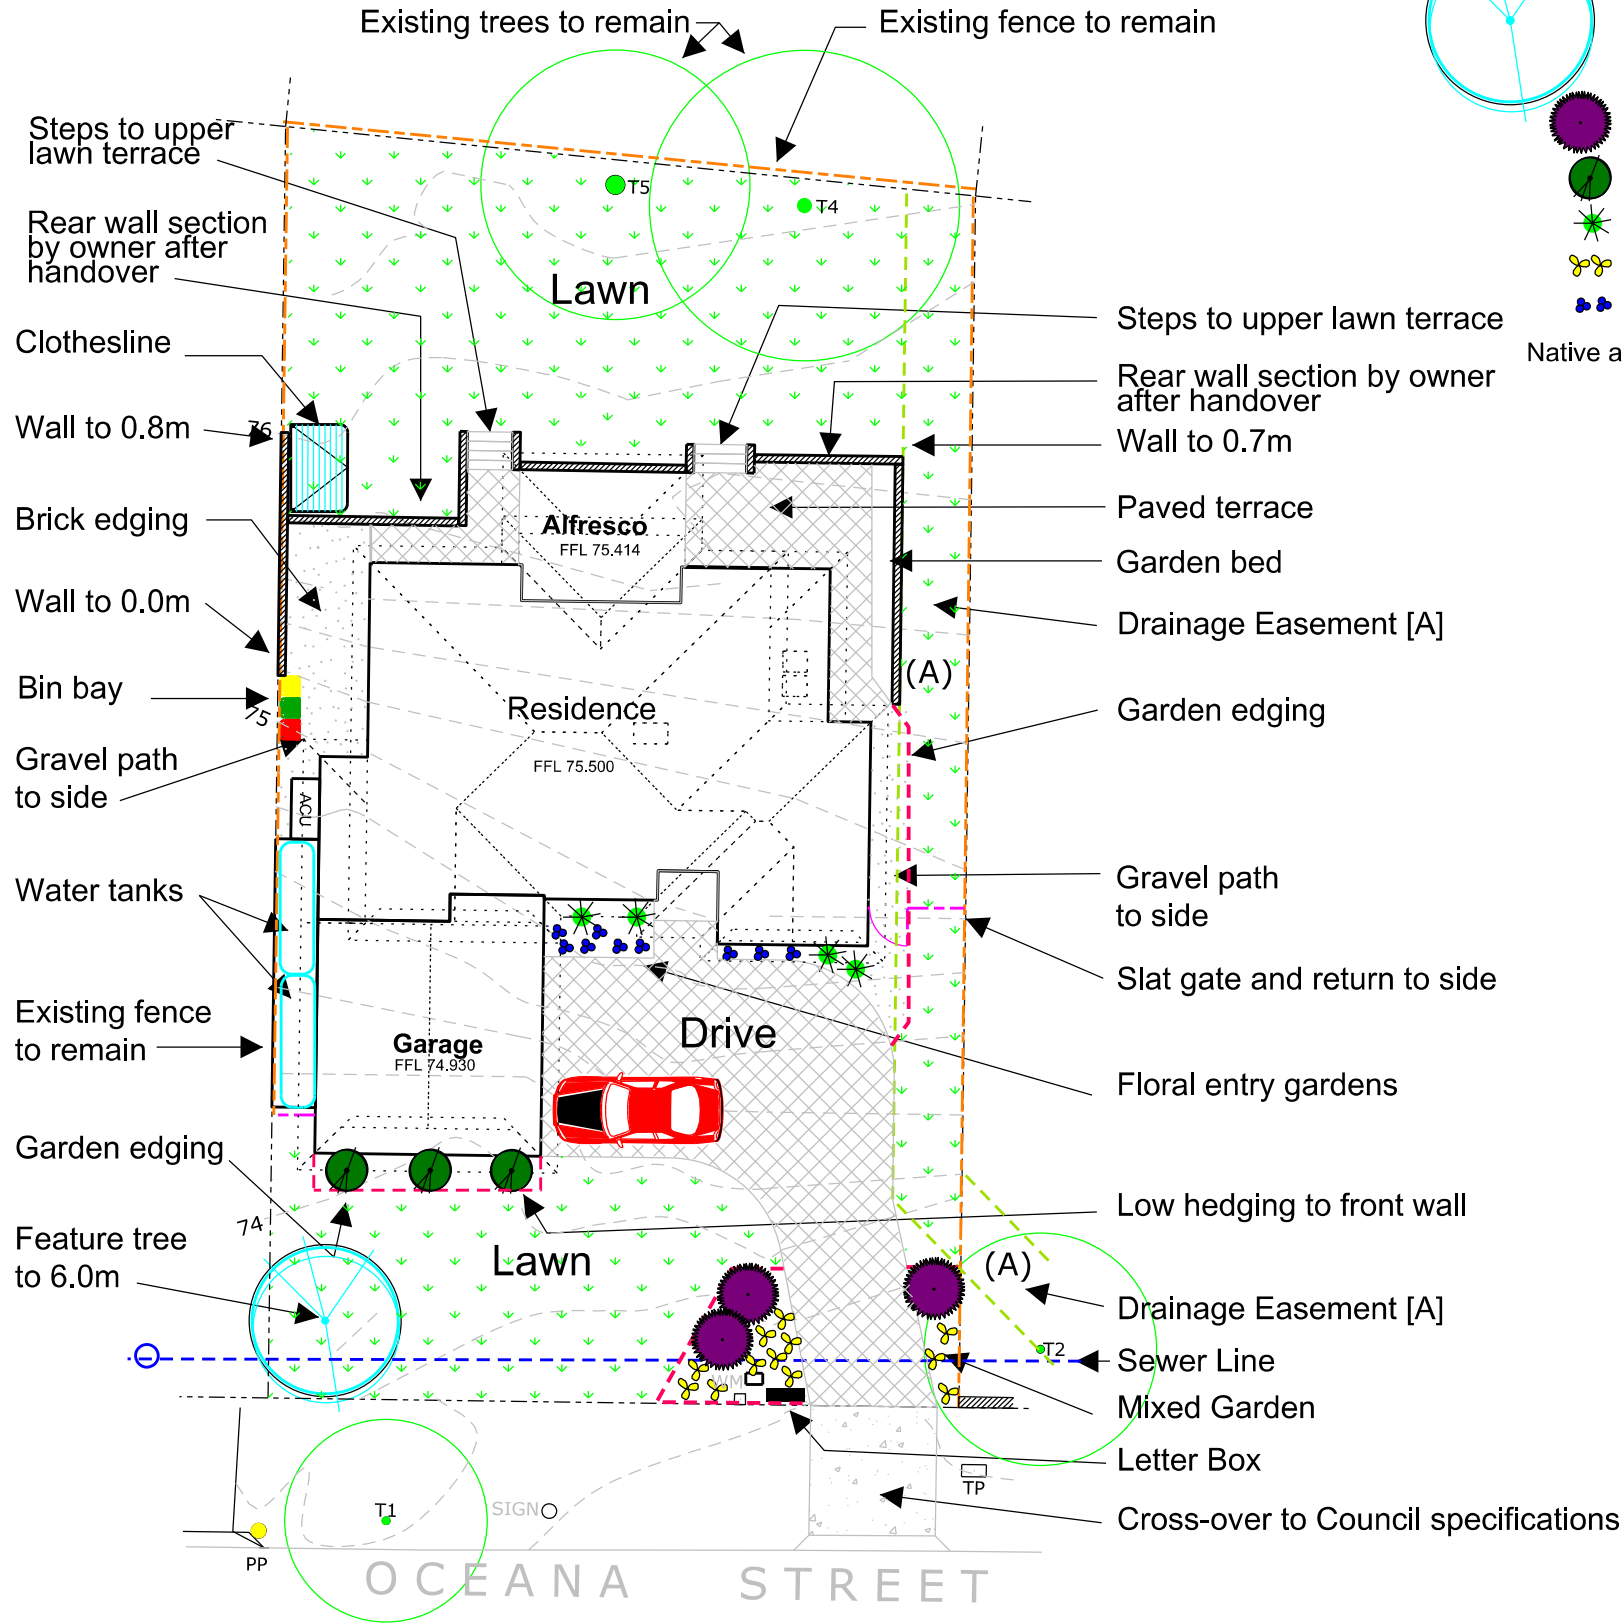 Existing trees to remain
Existing fence to remain
Steps to upper
lawn terrace
T5
T4
Rear wall section
by owner after
handover
Lawn
Steps to upper lawn terrace
Clothesline
Native a
Rear wall section by owner
after handover
Wall to 0.8m
76
Wall to 0.7m
Brick edging
Alfresco
FFL 75.414
Paved terrace
Garden bed
Wall to 0.0m
Drainage Easement [A]
(A)
Bin bay
75
Residence
FFL 75.500
Garden edging
Gravel path
to side
ACU
Water tanks
Gravel path
to side
Slat gate and return to side
Existing fence
to remain
Garage
FFL 74.930
Drive
Floral entry gardens
Garden edging
Low hedging to front wall
74
Feature tree
to 6.0m
Lawn
(A)
Drainage Easement [A]
T2
Sewer Line
WM
Mixed Garden
Letter Box
TP
T1
SIGN
Cross-over to Council specifications
PP
OCEANA STREET